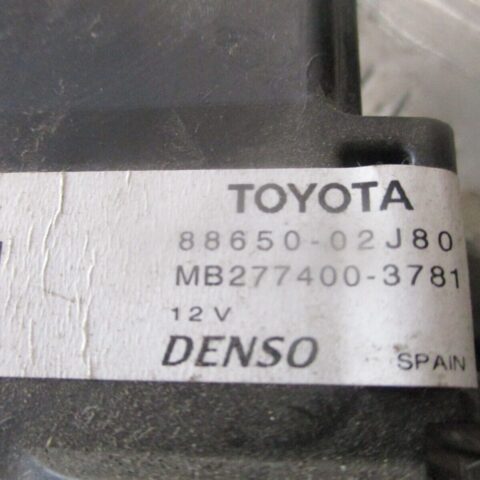 TOYOTA
88650-02J80
MB277400-3781
12V
DENSO SPAIN